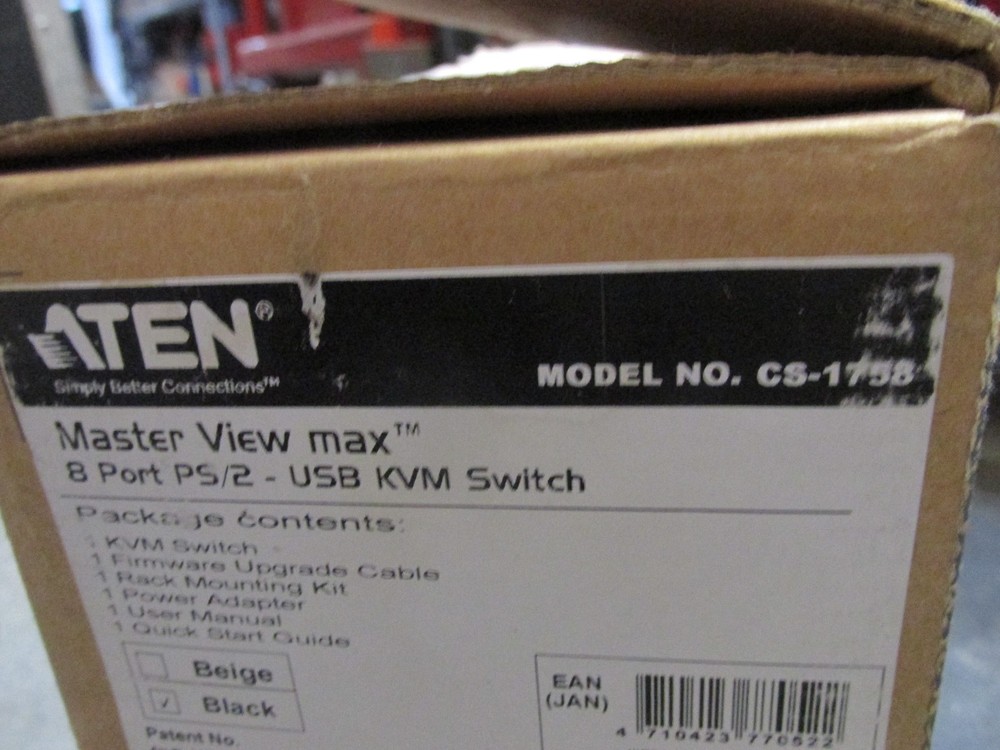 ATEN®
Simply Better Connections™
MODEL NO. CS-1758
Master View max™
8 Port PS/2 - USB KVM Switch
Package contents:
1 KVM Switch
1 Firmware Upgrade Cable
1 Rack Mounting Kit
1 Power Adapter
1 User Manual
1 Quick Start Guide
Beige
✓ Black
EAN
(JAN)
4 710423 770522
Patent No.